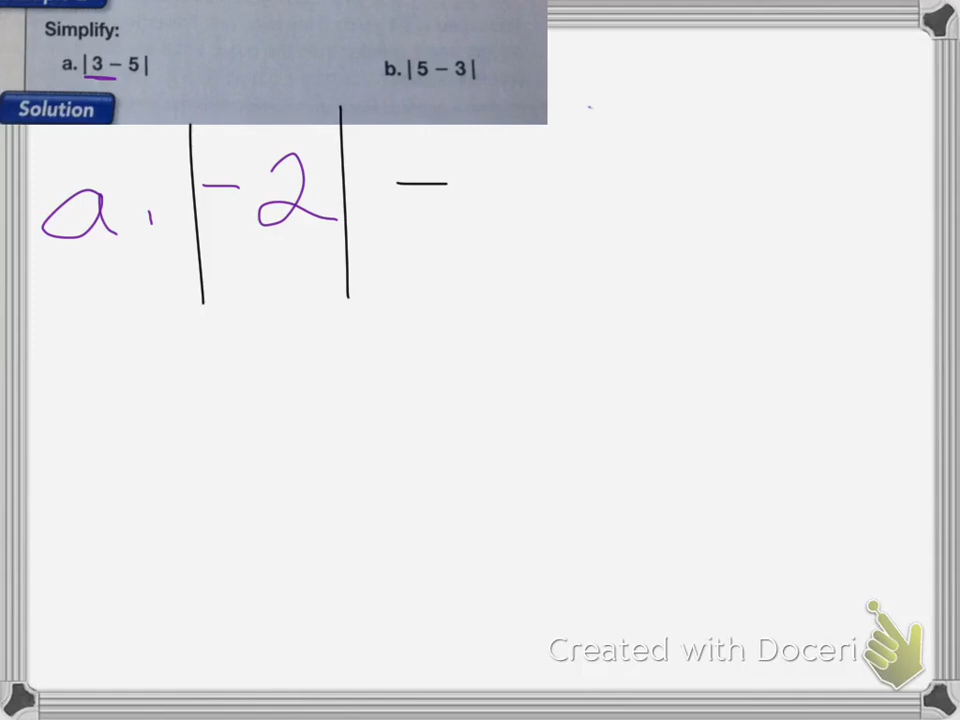 Simplify:
a. |3 – 5|
b. |5 – 3|
Solution
a. |-2| –
Created with Doceri